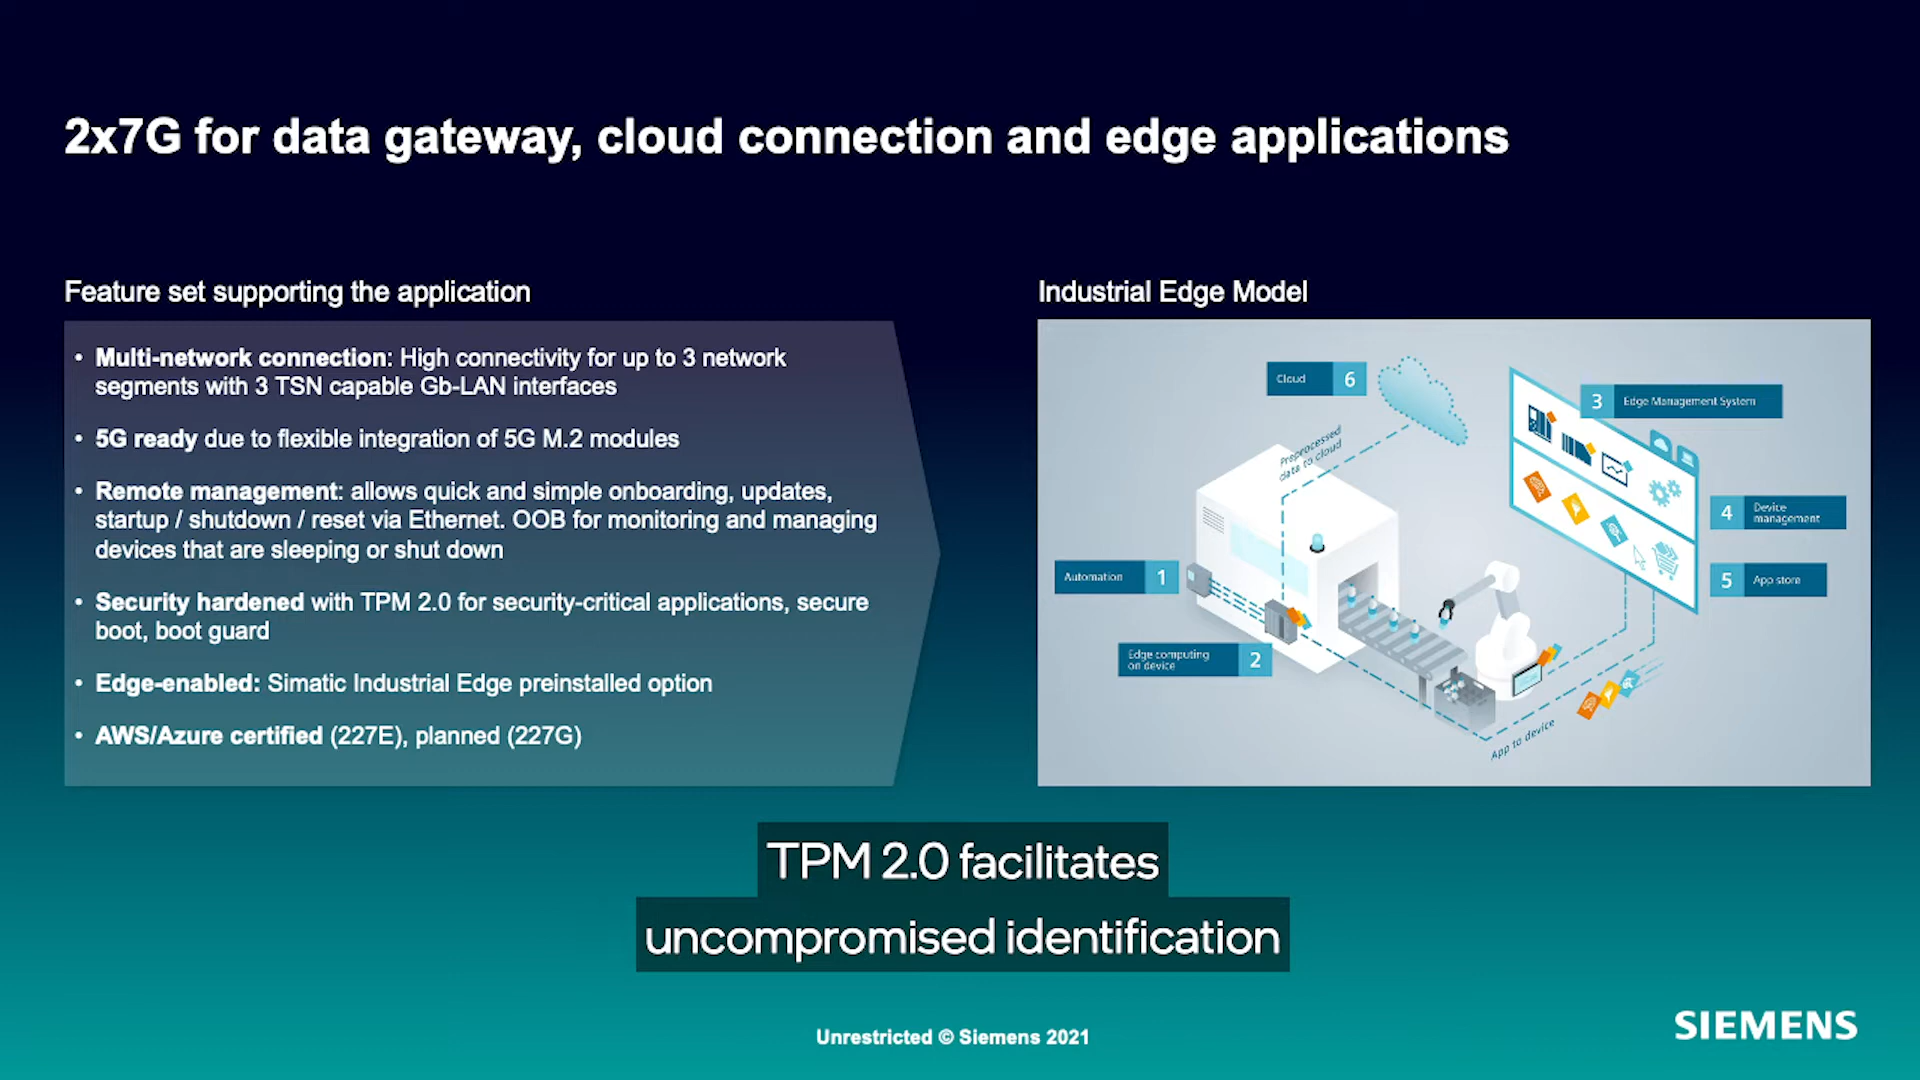 2x7G for data gateway, cloud connection and edge applications
Feature set supporting the application
• Multi-network connection: High connectivity for up to 3 network
segments with 3 TSN capable Gb-LAN interfaces
• 5G ready due to flexible integration of 5G M.2 modules
• Remote management: allows quick and simple onboarding, updates,
startup / shutdown / reset via Ethernet. OOB for monitoring and managing
devices that are sleeping or shut down
• Security hardened with TPM 2.0 for security-critical applications, secure
boot, boot guard
• Edge-enabled: Simatic Industrial Edge preinstalled option
• AWS/Azure certified (227E), planned (227G)
Industrial Edge Model
Cloud 6
3 Edge Management System
Preprocessed
data to cloud
4 Device
management
Automation 1
5 App store
Edge computing
on device 2
App to device
TPM 2.0 facilitates
uncompromised identification
Unrestricted © Siemens 2021
SIEMENS